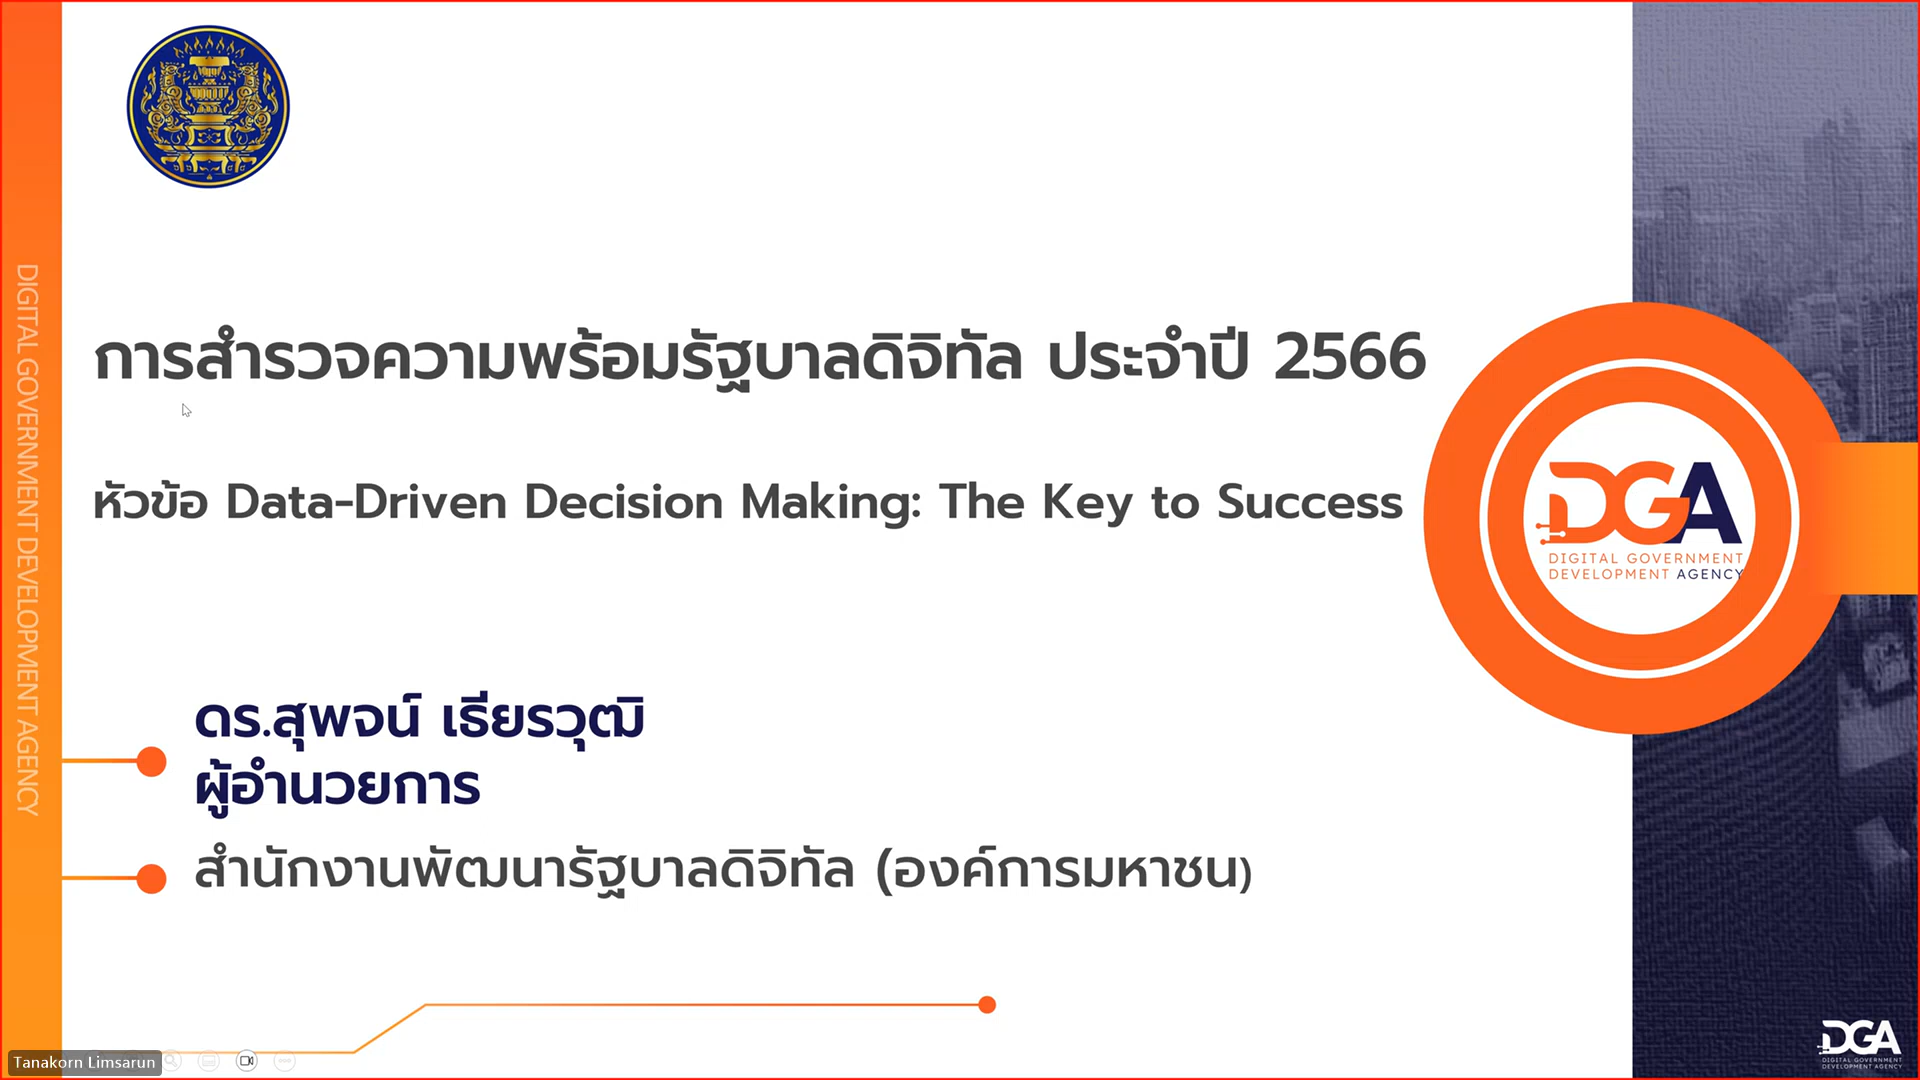 DIGITAL GOVERNMENT DEVELOPMENT AGENCY
การสำรวจความพร้อมรัฐบาลดิจิทัล ประจำปี 2566
หัวข้อ Data-Driven Decision Making: The Key to Success
DGA
DIGITAL GOVERNMENT
DEVELOPMENT AGENCY
ดร.สุพจน์ เธียรวุฒิ
ผู้อำนวยการ
สำนักงานพัฒนารัฐบาลดิจิทัล (องค์การมหาชน)
Tanakorn Limsarun
DGA
DIGITAL GOVERNMENT
DEVELOPMENT AGENCY